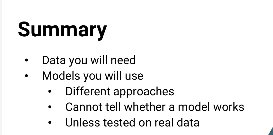 Summary
• Data you will need
• Models you will use
• Different approaches
• Cannot tell whether a model works
• Unless tested on real data